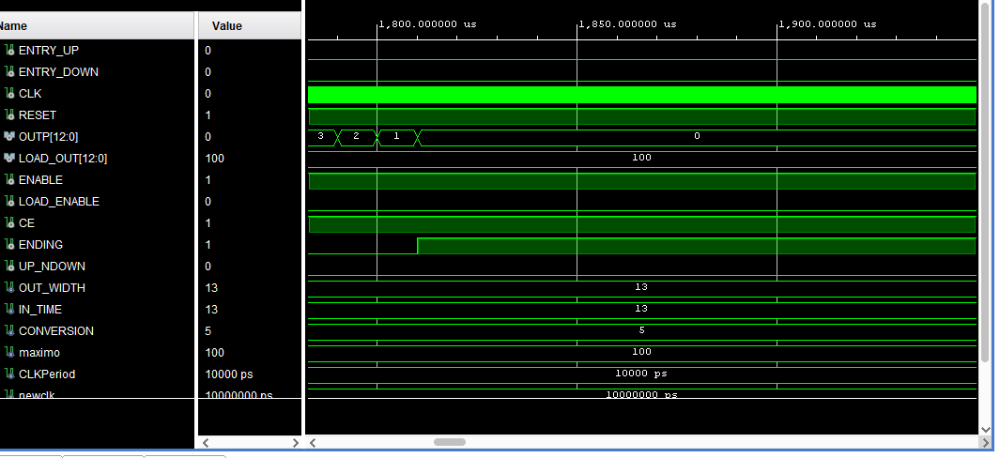 Name Value 1,800.000000 us 1,850.000000 us 1,900.000000 us
ENTRY_UP 0
ENTRY_DOWN 0
CLK 0
RESET 1
OUTP[12:0] 0 3 2 1 0
LOAD_OUT[12:0] 100 100
ENABLE 1
LOAD_ENABLE 0
CE 1
ENDING 1
UP_NDOWN 0
OUT_WIDTH 13 13
IN_TIME 13 13
CONVERSION 5 5
maximo 100 100
CLKPeriod 10000 ps 10000 ps
newclk 10000000 ps 10000000 ps